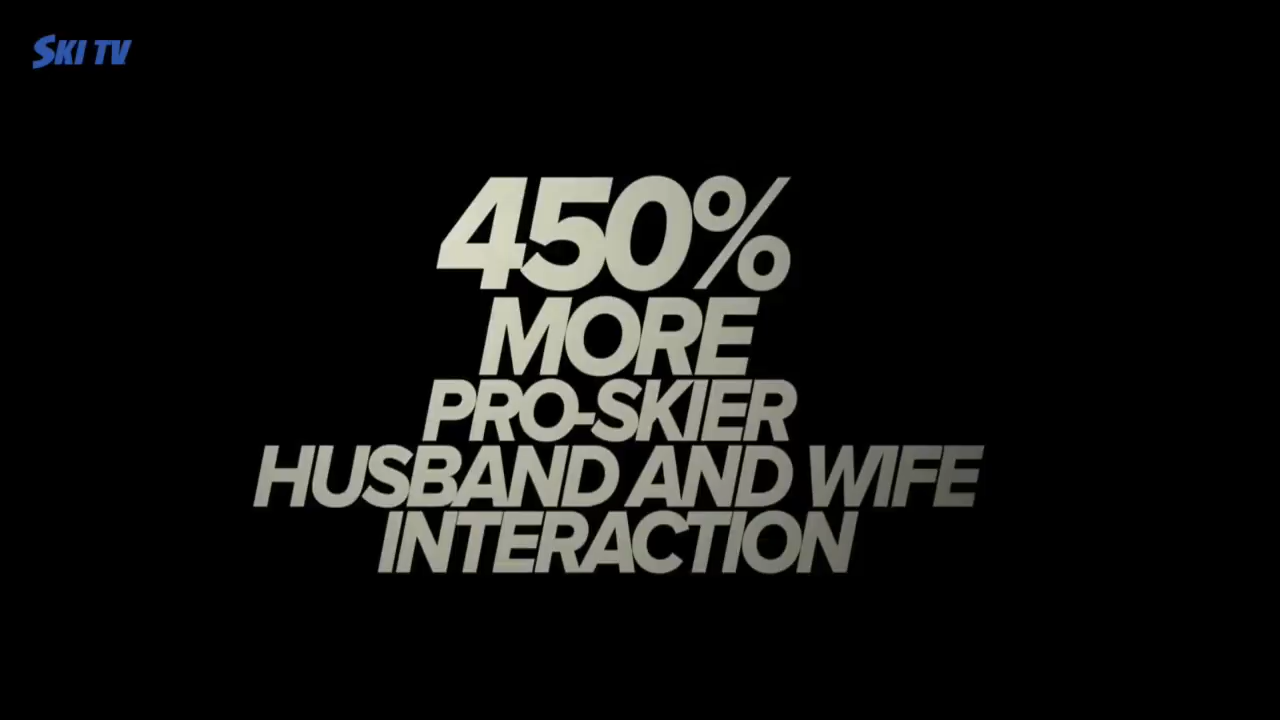 SKI TV
450%
MORE
PRO-SKIER
HUSBAND AND WIFE
INTERACTION